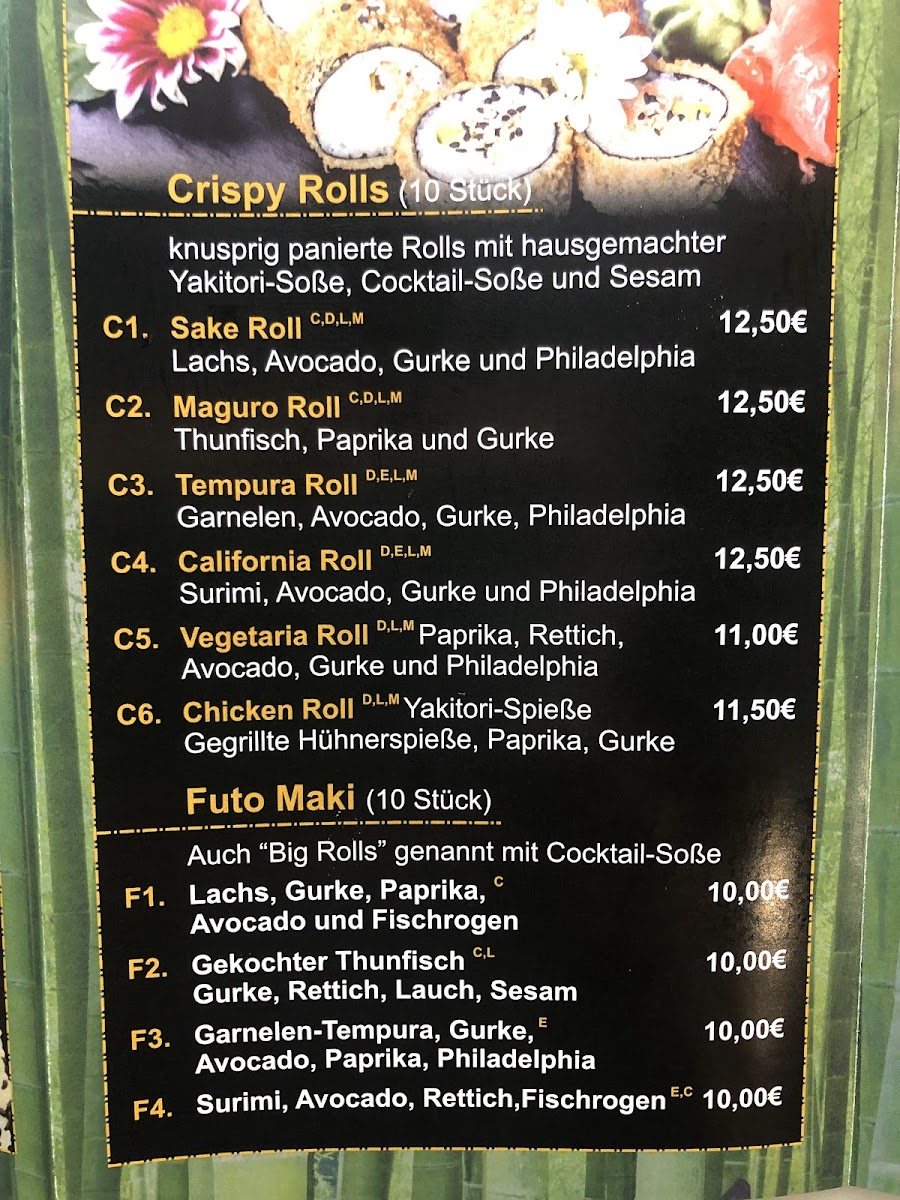 Crispy Rolls (10 Stück)
knusprig panierte Rolls mit hausgemachter
Yakitori-Soße, Cocktail-Soße und Sesam
C1. Sake Roll C,D,L,M 12,50€
Lachs, Avocado, Gurke und Philadelphia
C2. Maguro Roll C,D,L,M 12,50€
Thunfisch, Paprika und Gurke
C3. Tempura Roll D,E,L,M 12,50€
Garnelen, Avocado, Gurke, Philadelphia
C4. California Roll D,E,L,M 12,50€
Surimi, Avocado, Gurke und Philadelphia
C5. Vegetaria Roll D,L,M Paprika, Rettich, 11,00€
Avocado, Gurke und Philadelphia
C6. Chicken Roll D,L,M Yakitori-Spieße 11,50€
Gegrillte Hühnerspieße, Paprika, Gurke
Futo Maki (10 Stück)
Auch “Big Rolls” genannt mit Cocktail-Soße
F1. Lachs, Gurke, Paprika, C 10,00€
Avocado und Fischrogen
F2. Gekochter Thunfisch C,L 10,00€
Gurke, Rettich, Lauch, Sesam
F3. Garnelen-Tempura, Gurke, E 10,00€
Avocado, Paprika, Philadelphia
F4. Surimi, Avocado, Rettich,Fischrogen E,C 10,00€